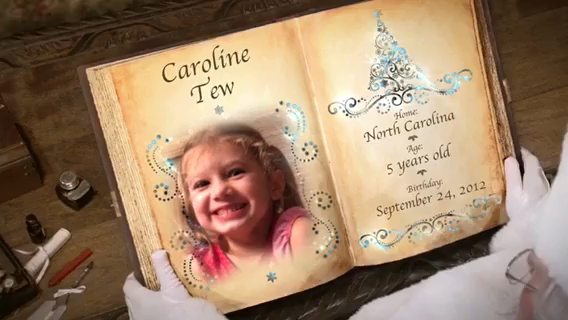 Caroline
Tew
Home:
North Carolina
Age:
5 years old
Birthday:
September 24, 2012